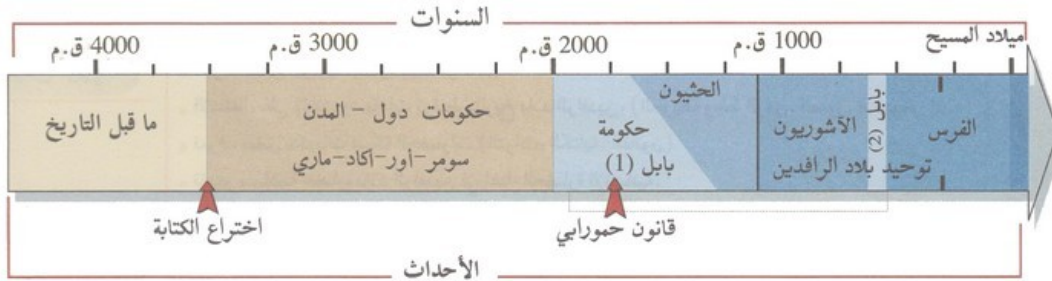 السنوات
ميلاد المسيح
1000 ق.م
2000 ق.م
3000 ق.م
4000 ق.م
الفرس
بابل (2)
الآشوريون
توحيد بلاد الرافدين
الحثيون
حكومة
بابل (1)
حكومات دول - المدن
سومر-أور-أكاد-ماري
ما قبل التاريخ
قانون حمورابي
اختراع الكتابة
الأحداث